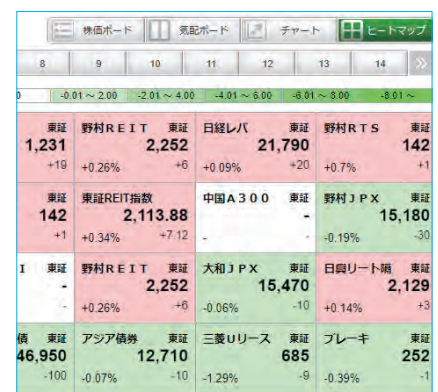 株価ボード 気配ボード チャート ヒートマップ
8 9 10 11 12 13 14
-0.01～2.00 -2.01～4.00 -4.01～6.00 -6.01～8.00 -8.01～
東証 野村REIT 東証 日経レバ 東証 野村RTS 東証
1,231 2,252 21,790 142
+19 +0.26% +6 +0.09% +20 +0.7% +1
東証 東証REIT指数 中国A300 東証 野村JPX 東証
142 2,113.88 - 15,180
+1 +0.34% +7.12 - - -0.19% -30
I 東証 野村REIT 東証 大和JPX 東証 日興リート隔 東証
- 2,252 15,470 2,129
- +0.26% +6 -0.06% -10 +0.14% +3
債 東証 アジア債券 東証 三菱Uリース 東証 ブレーキ 東証
46,950 12,710 685 252
-100 -0.07% -10 -1.29% -9 -0.39% -1